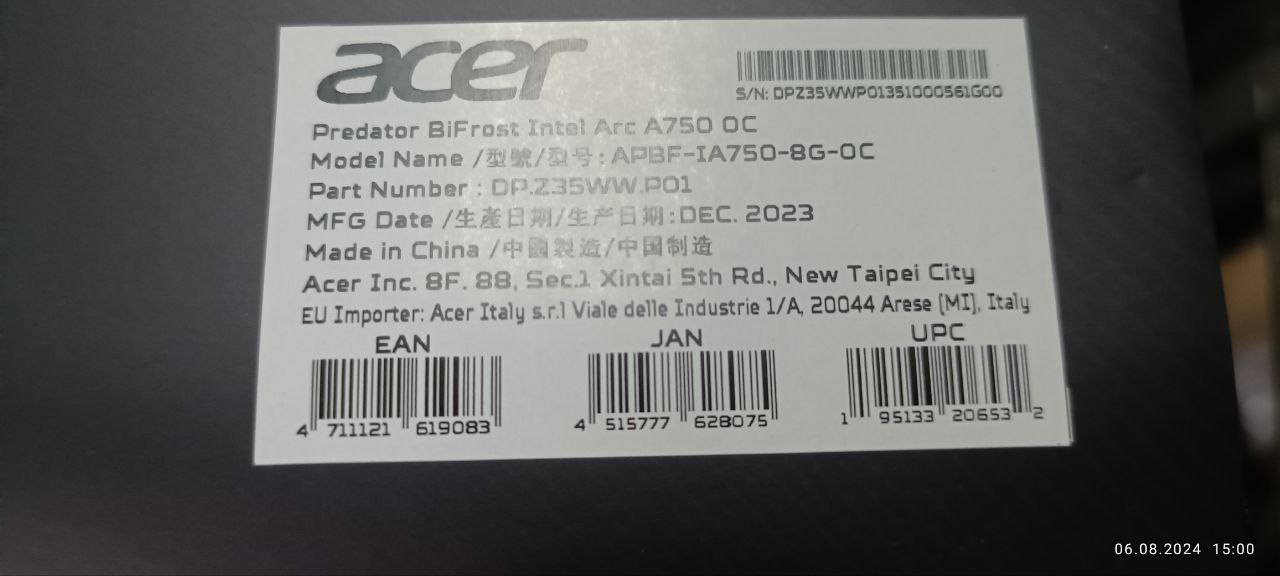 acer
S/N: DPZ35WWP01351000561G00
Predator BiFrost Intel Arc A750 OC
Model Name /型號/型号: APBF-IA750-8G-OC
Part Number : DP.Z35WW.P01
MFG Date /生產日期/生产日期:DEC. 2023
Made in China /中國製造/中国制造
Acer Inc. 8F. 88, Sec.1 Xintai 5th Rd., New Taipei City
EU Importer: Acer Italy s.r.l Viale delle Industrie 1/A, 20044 Arese (MI), Italy
EAN JAN UPC
4 711121 619083 4 515777 628075 1 95133 20653 2
06.08.2024 15:00